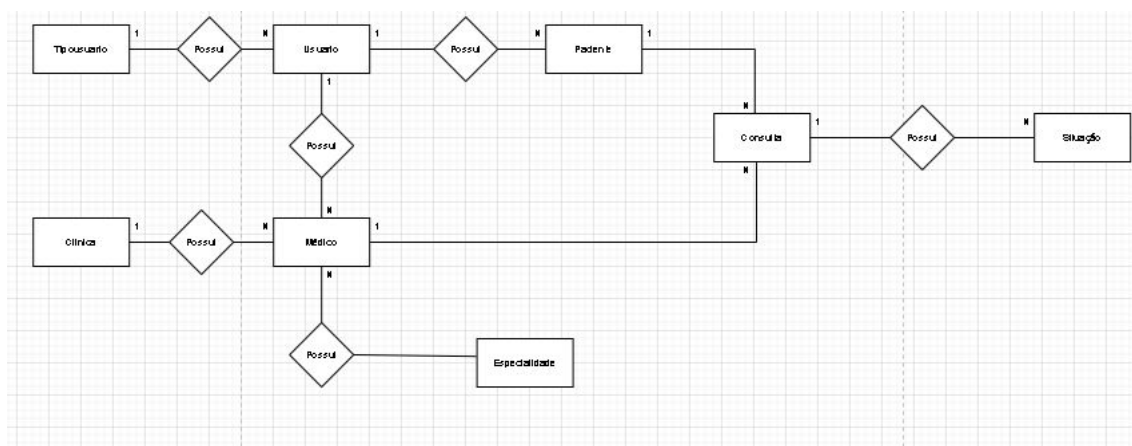 Tipousuario
1
Possui
N
Usuario
1
Possui
N
Paciente
1
1
Possui
N
N
Consulta
1
Possui
N
Situação
N
Clinica
1
Possui
N
Médico
1
N
Possui
Especialidade